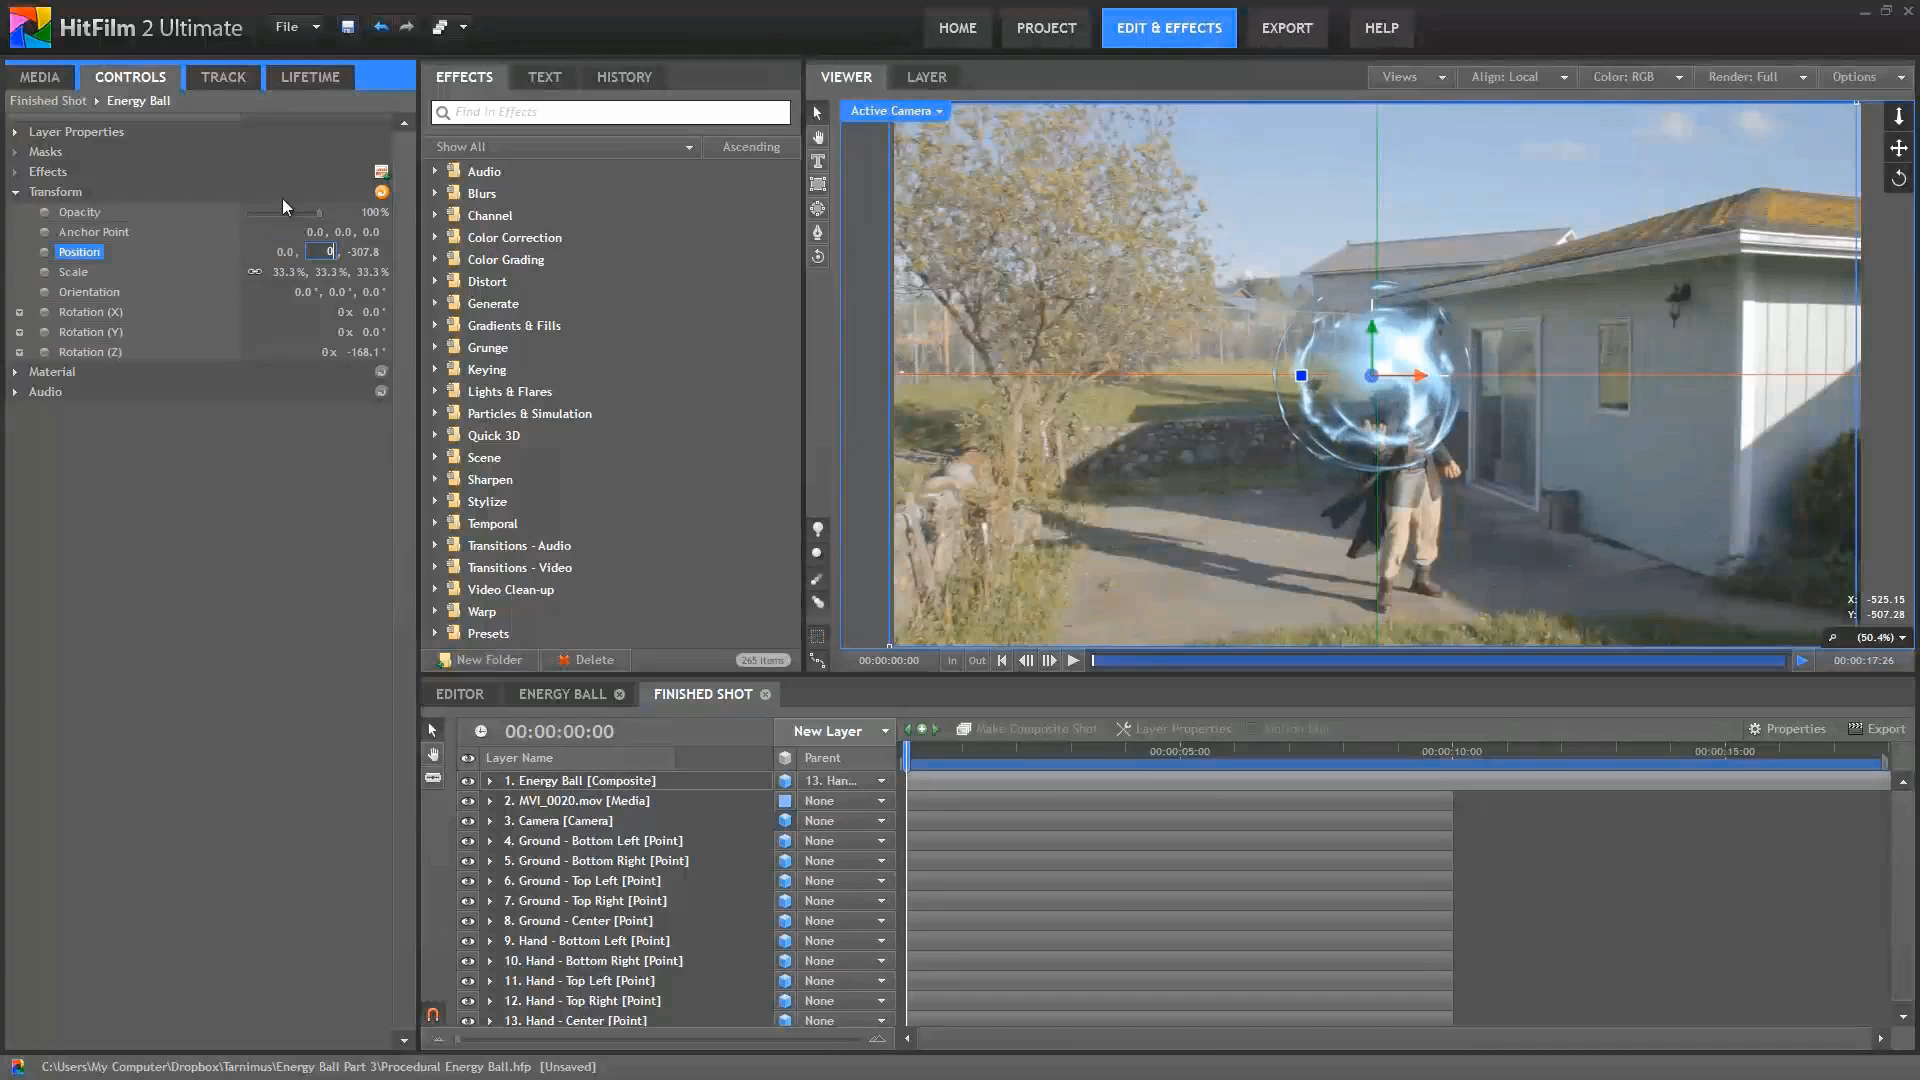 HitFilm 2 Ultimate
File
HOME
PROJECT
EDIT & EFFECTS
EXPORT
HELP
MEDIA
CONTROLS
TRACK
LIFETIME
Finished Shot
Energy Ball
Layer Properties
Masks
Effects
Transform
Opacity
100%
Anchor Point
0.0, 0.0, 0.0
Position
0.0, 0, -307.8
Scale
33.3%, 33.3%, 33.3%
Orientation
0.0°, 0.0°, 0.0°
Rotation (X)
0x 0.0°
Rotation (Y)
0x 0.0°
Rotation (Z)
0x -168.1°
Material
Audio
EFFECTS
TEXT
HISTORY
Find In Effects
Show All
Ascending
Audio
Blurs
Channel
Color Correction
Color Grading
Distort
Generate
Gradients & Fills
Grunge
Keying
Lights & Flares
Particles & Simulation
Quick 3D
Scene
Sharpen
Stylize
Temporal
Transitions - Audio
Transitions - Video
Video Clean-up
Warp
Presets
New Folder
Delete
265 items
VIEWER
LAYER
Views
Align: Local
Color: RGB
Render: Full
Options
Active Camera
X: -525.15
Y: -507.28
(50.4%)
00:00:00:00
In
Out
00:00:17:26
EDITOR
ENERGY BALL
FINISHED SHOT
00:00:00:00
New Layer
Make Composite Shot
Layer Properties
Motion Blur
Properties
Export
Layer Name
Parent
00:00:05:00
00:00:10:00
00:00:15:00
1. Energy Ball [Composite]
13. Han...
2. MVI_0020.mov [Media]
None
3. Camera [Camera]
None
4. Ground - Bottom Left [Point]
None
5. Ground - Bottom Right [Point]
None
6. Ground - Top Left [Point]
None
7. Ground - Top Right [Point]
None
8. Ground - Center [Point]
None
9. Hand - Bottom Left [Point]
None
10. Hand - Bottom Right [Point]
None
11. Hand - Top Left [Point]
None
12. Hand - Top Right [Point]
None
13. Hand - Center [Point]
None
C:\Users\My Computer\Dropbox\Tarnimus\Energy Ball Part 3\Procedural Energy Ball.hfp [Unsaved]